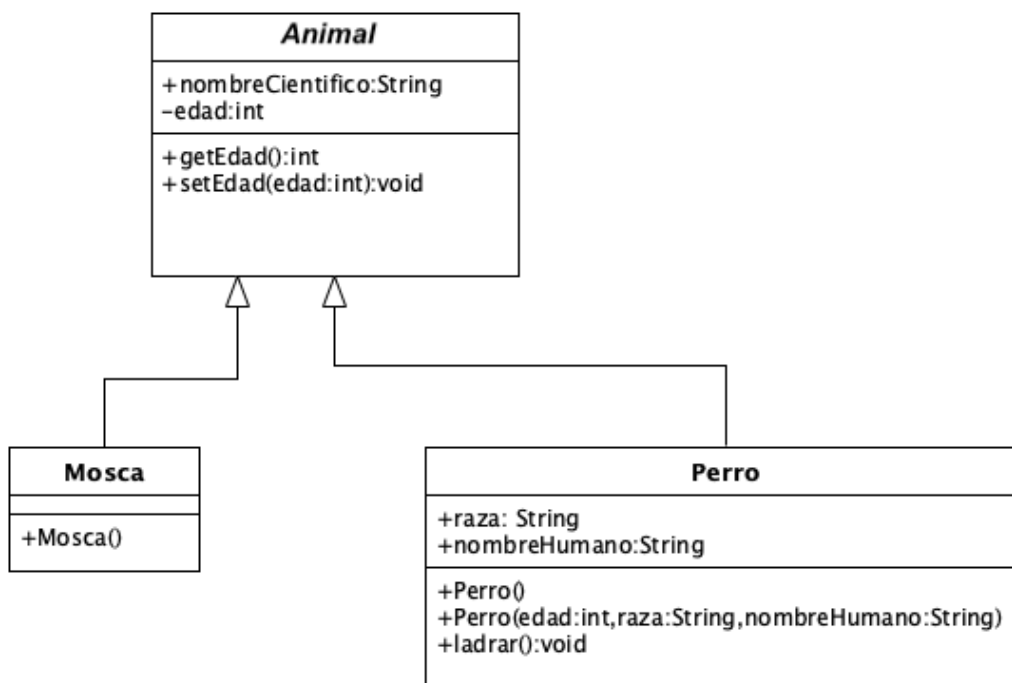 Animal
+nombreCientifico:String
-edad:int
+getEdad():int
+setEdad(edad:int):void
Mosca
+Mosca()
Perro
+raza: String
+nombreHumano:String
+Perro()
+Perro(edad:int,raza:String,nombreHumano:String)
+ladrar():void